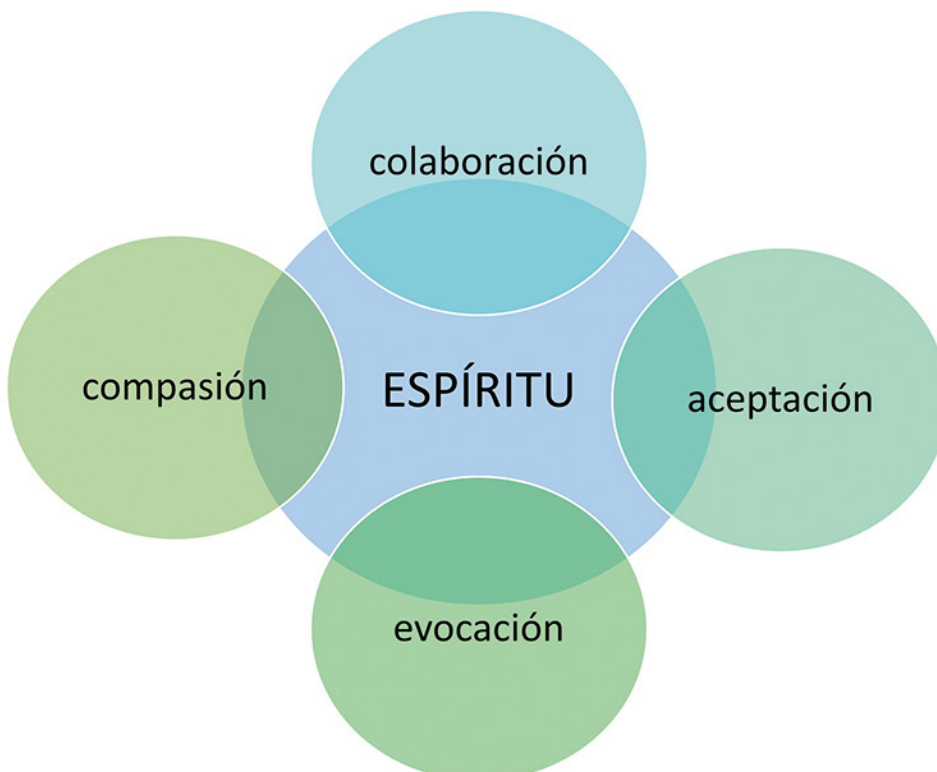 colaboración
compasión
ESPÍRITU
aceptación
evocación